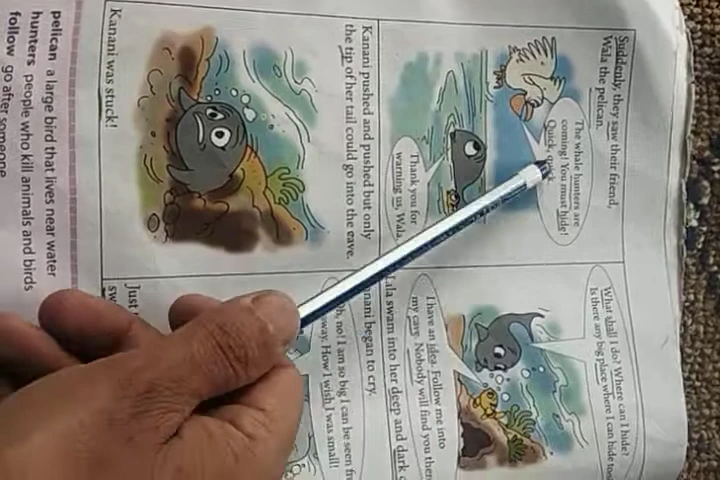 Suddenly, they saw their friend,
Wala the pelican.
The whale hunters are
coming! You must hide!
Quick, quick.
Thank you for
warning us, Wala.
What shall I do? Where can I hide?
Is there any big place where I can hide too
I have an idea. Follow me into
my cave. Nobody will find you
swam into her deep and dark
Kanani pushed and pushed but only
the tip of her tail could go into the cave.
Kanani was stuck!
began to cry.
no! I am so big I can be seen
How I wish I was small!
Just
pelican a large bird that lives near water
hunters people who kill animals and birds
follow go after someone